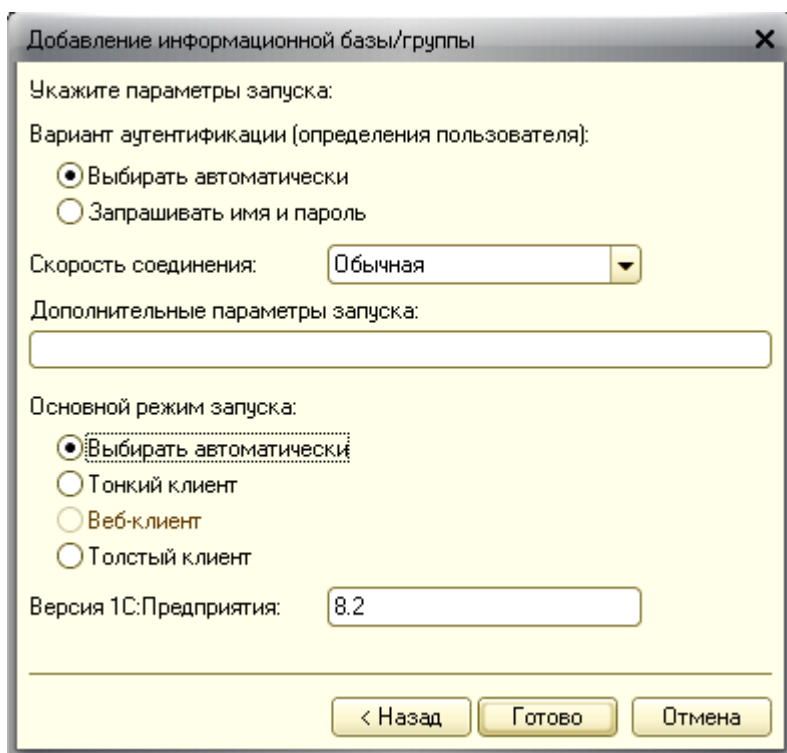 Добавление информационной базы/группы
Укажите параметры запуска:
Вариант аутентификации (определения пользователя):
Выбирать автоматически
Запрашивать имя и пароль
Скорость соединения: Обычная
Дополнительные параметры запуска:
Основной режим запуска:
Выбирать автоматически
Тонкий клиент
Веб-клиент
Толстый клиент
Версия 1С:Предприятия: 8.2
< Назад Готово Отмена